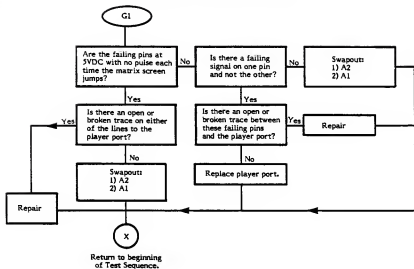 G1
Are the failing pins at
5VDC with no pulse each
time the matrix screen
jumps?
No
Is there a failing
signal on one pin
and not the other?
No
Swapout:
1) A2
2) A1
Yes
Yes
Is there an open or
broken trace on either
of the lines to the
player port?
Yes
Is there an open or
broken trace between
these failing pins
and the player port?
Yes
Repair
No
No
Swapout:
1) A2
2) A1
Replace player port.
Repair
X
Return to beginning
of Test Sequence.